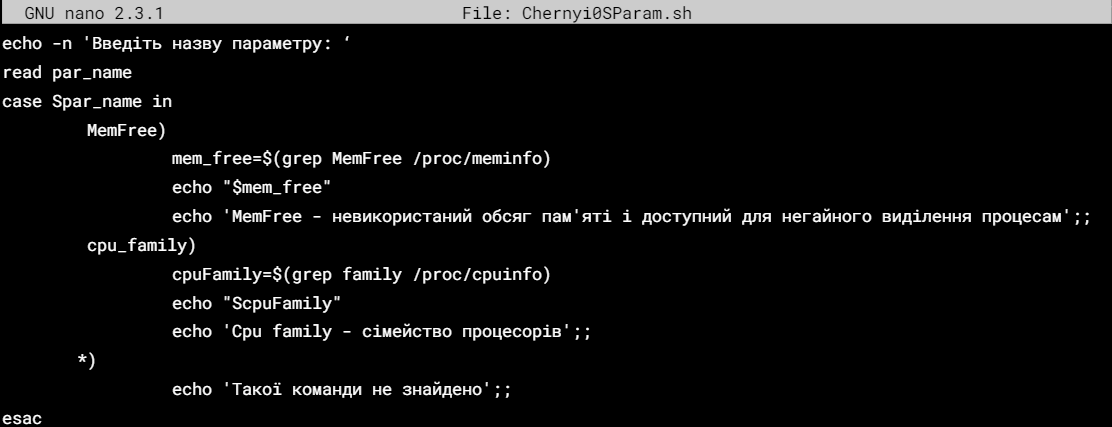 GNU nano 2.3.1 File: Chernyi0SParam.sh
echo -n 'Введіть назву параметру: ‘
read par_name
case Spar_name in
MemFree)
mem_free=$(grep MemFree /proc/meminfo)
echo "$mem_free"
echo 'MemFree - невикористаний обсяг пам'яті і доступний для негайного виділення процесам';;
cpu_family)
cpuFamily=$(grep family /proc/cpuinfo)
echo "ScpuFamily"
echo 'Cpu family - сімейство процесорів';;
*)
echo 'Такої команди не знайдено';;
esac